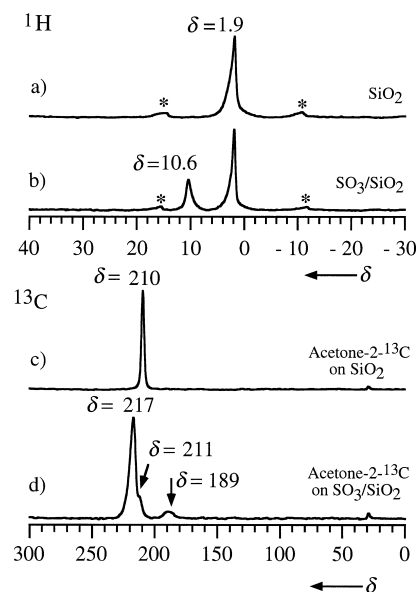 ¹H
δ=1.9
a)
* *
SiO₂
δ=10.6
b)
* *
SO₃/SiO₂
40 30 20 10 0 - 10 - 20 - 30
δ
δ= 210
¹³C
c)
Acetone-2-¹³C
on SiO₂
δ= 217
δ= 211
δ= 189
d)
Acetone-2-¹³C
on SO₃/SiO₂
300 250 200 150 100 50 0
δ